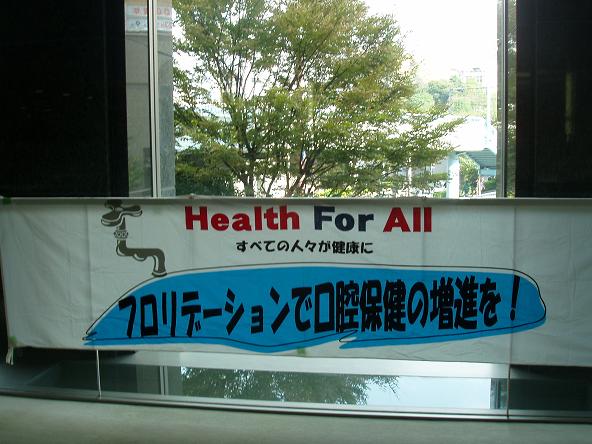 Health For All
すべての人々が健康に
フロリデーションで口腔保健の増進を！